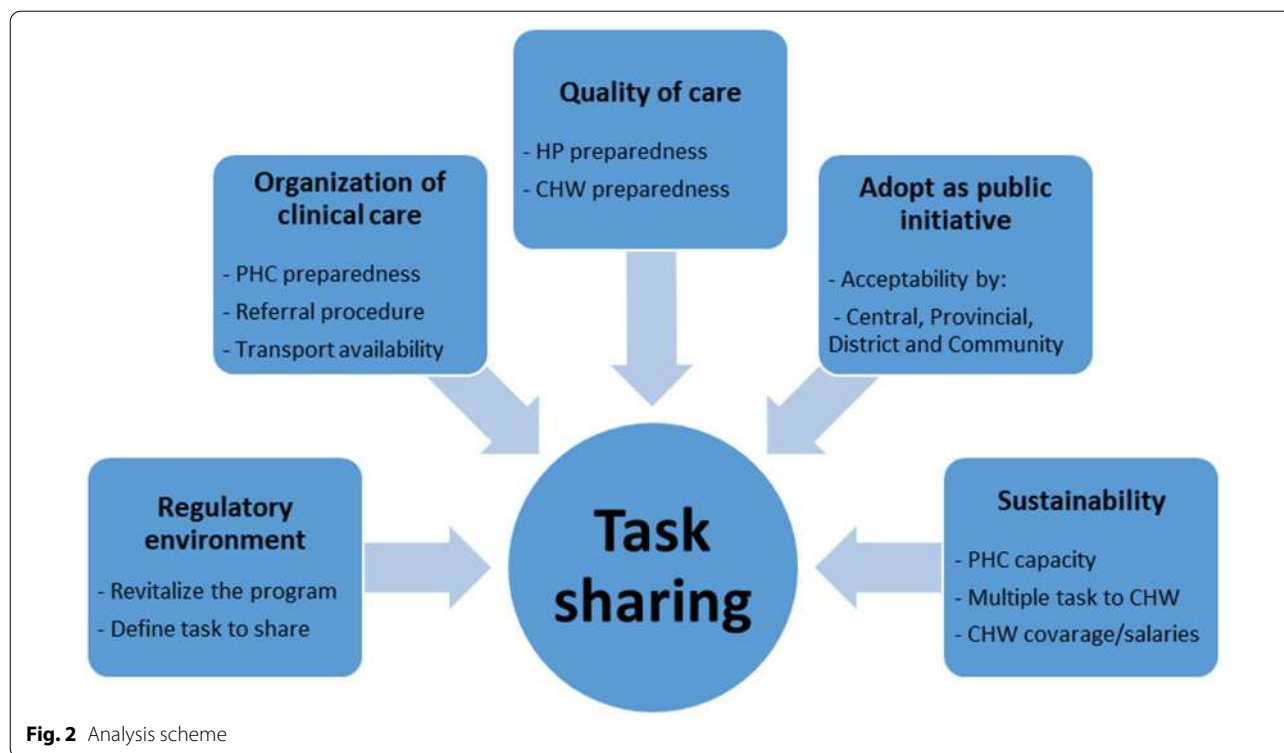 Quality of care
- HP preparedness
- CHW preparedness
Organization of
clinical care
- PHC preparedness
- Referral procedure
- Transport availability
Adopt as public
initiative
- Acceptability by:
- Central, Provincial,
District and Community
Regulatory
environment
- Revitalize the program
- Define task to share
Task
sharing
Sustainability
- PHC capacity
- Multiple task to CHW
- CHW covarage/salaries
Fig. 2 Analysis scheme